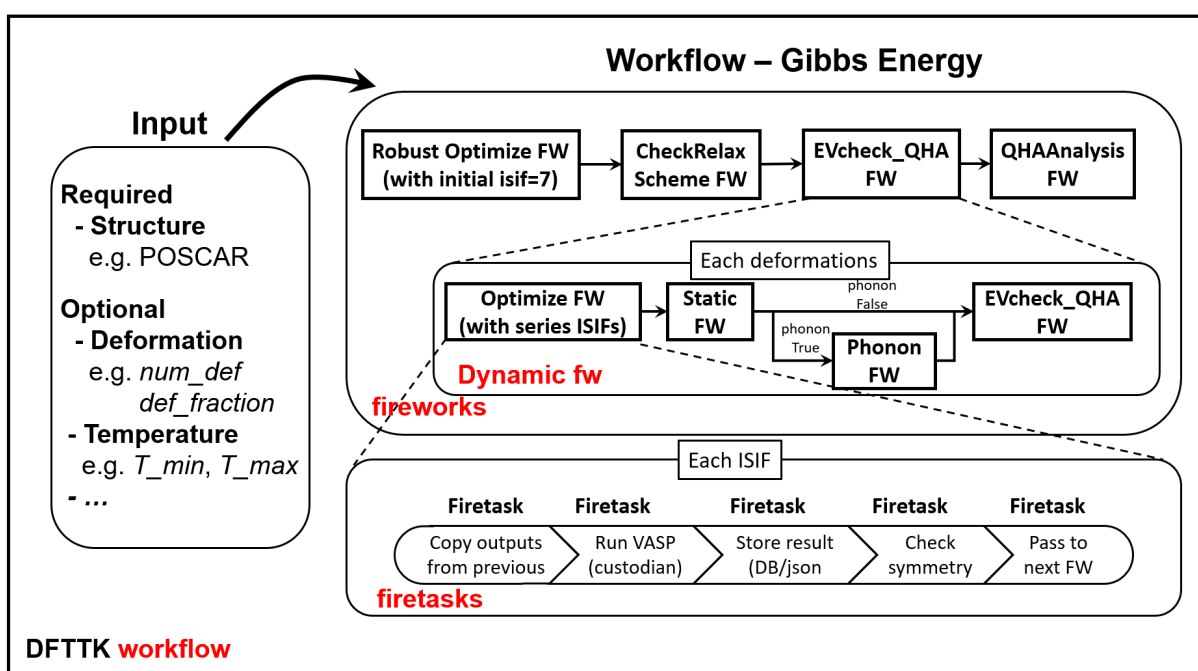 Workflow – Gibbs Energy
Input
Required
- Structure
e.g. POSCAR
Optional
- Deformation
e.g. num_def
def_fraction
- Temperature
e.g. T_min, T_max
- ...
Robust Optimize FW
(with initial isif=7)
CheckRelax
Scheme FW
EVcheck_QHA
FW
QHAAnalysis
FW
Each deformations
Optimize FW
(with series ISIFs)
Static
FW
phonon
False
phonon
True
Phonon
FW
EVcheck_QHA
FW
Dynamic fw
fireworks
Each ISIF
Firetask
Firetask
Firetask
Firetask
Firetask
Copy outputs
from previous
Run VASP
(custodian)
Store result
(DB/json
Check
symmetry
Pass to
next FW
firetasks
DFTTK workflow